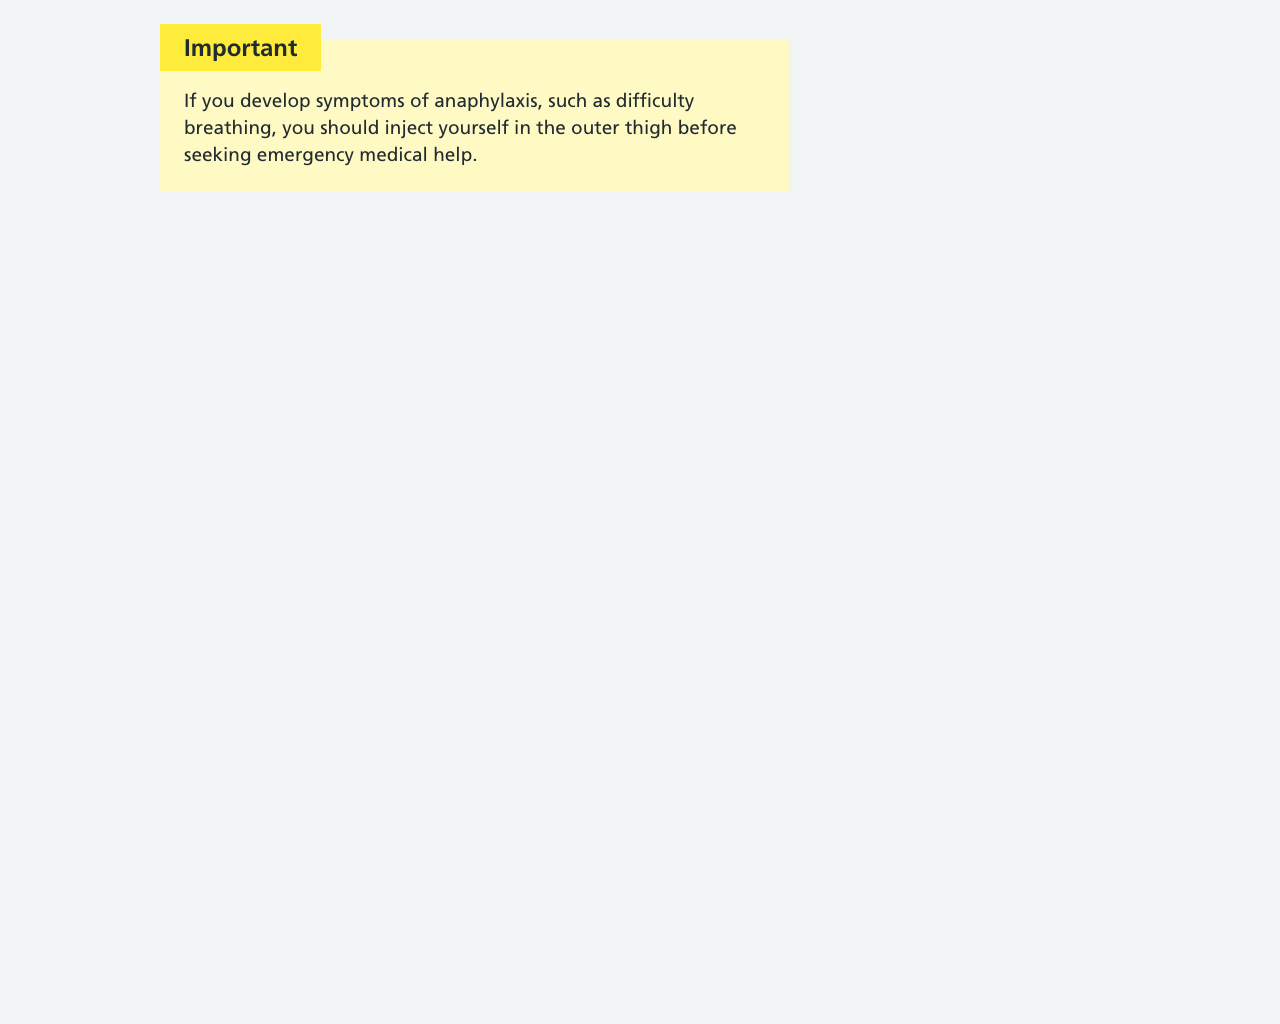 Important
If you develop symptoms of anaphylaxis, such as difficulty
breathing, you should inject yourself in the outer thigh before
seeking emergency medical help.